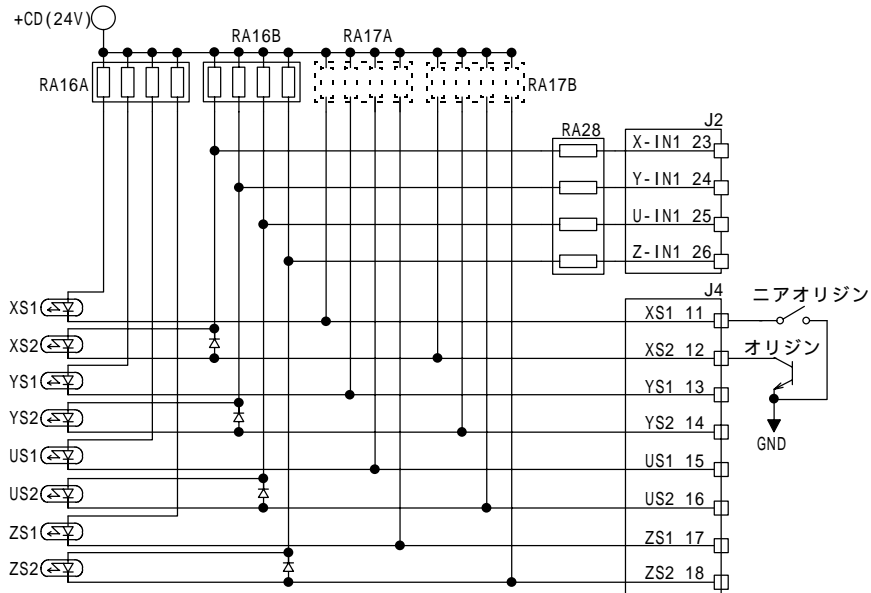 +CD(24V)
RA16B
RA17A
RA16A
RA17B
RA28
J2
X-IN1 23
Y-IN1 24
U-IN1 25
Z-IN1 26
J4
XS1
XS1 11
ニアオリジン
XS2
XS2 12
オリジン
YS1
YS1 13
YS2
YS2 14
GND
US1
US1 15
US2
US2 16
ZS1
ZS1 17
ZS2
ZS2 18